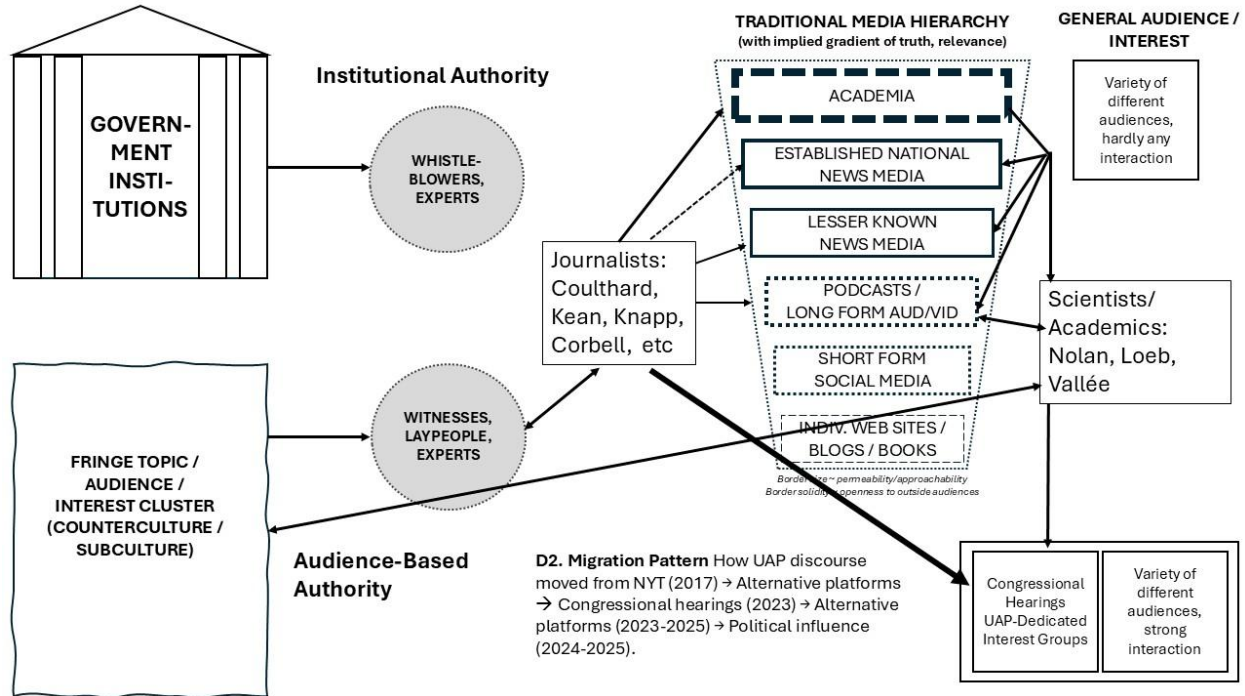 TRADITIONAL MEDIA HIERARCHY
(with implied gradient of truth, relevance)
GENERAL AUDIENCE /
INTEREST
Institutional Authority
GOVERN-
MENT
INSTI-
TUTIONS
WHISTLE-
BLOWERS,
EXPERTS
ACADEMIA
ESTABLISHED NATIONAL
NEWS MEDIA
LESSER KNOWN
NEWS MEDIA
PODCASTS /
LONG FORM AUD/VID
SHORT FORM
SOCIAL MEDIA
INDIV. WEB SITES /
BLOGS / BOOKS
Border size ~ permeability/approachability
Border solidity ~ openness to outside audiences
Variety of
different
audiences,
hardly any
interaction
Journalists:
Coulthard,
Kean, Knapp,
Corbell, etc
Scientists/
Academics:
Nolan, Loeb,
Vallée
WITNESSES,
LAYPEOPLE,
EXPERTS
FRINGE TOPIC /
AUDIENCE /
INTEREST CLUSTER
(COUNTERCULTURE /
SUBCULTURE)
Audience-Based
Authority
D2. Migration Pattern How UAP discourse
moved from NYT (2017) → Alternative platforms
→ Congressional hearings (2023) → Alternative
platforms (2023-2025) → Political influence
(2024-2025).
Congressional
Hearings
UAP-Dedicated
Interest Groups
Variety of
different
audiences,
strong
interaction